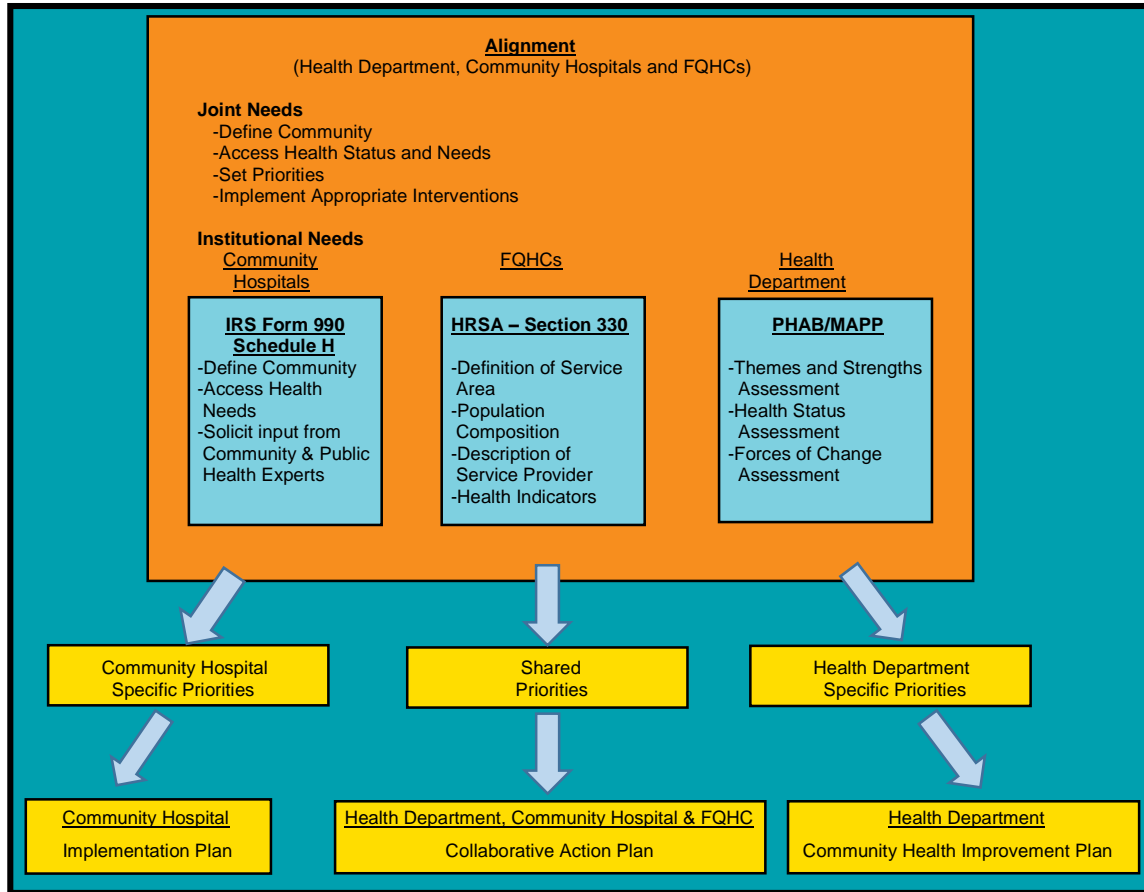 Alignment
(Health Department, Community Hospitals and FQHCs)
Joint Needs
-Define Community
-Access Health Status and Needs
-Set Priorities
-Implement Appropriate Interventions
Institutional Needs
Community
Hospitals
IRS Form 990
Schedule H
-Define Community
-Access Health
Needs
-Solicit input from
Community & Public
Health Experts
FQHCs
HRSA – Section 330
-Definition of Service
Area
-Population
Composition
-Description of
Service Provider
-Health Indicators
Health
Department
PHAB/MAPP
-Themes and Strengths
Assessment
-Health Status
Assessment
-Forces of Change
Assessment
Community Hospital
Specific Priorities
Shared
Priorities
Health Department
Specific Priorities
Community Hospital
Implementation Plan
Health Department, Community Hospital & FQHC
Collaborative Action Plan
Health Department
Community Health Improvement Plan